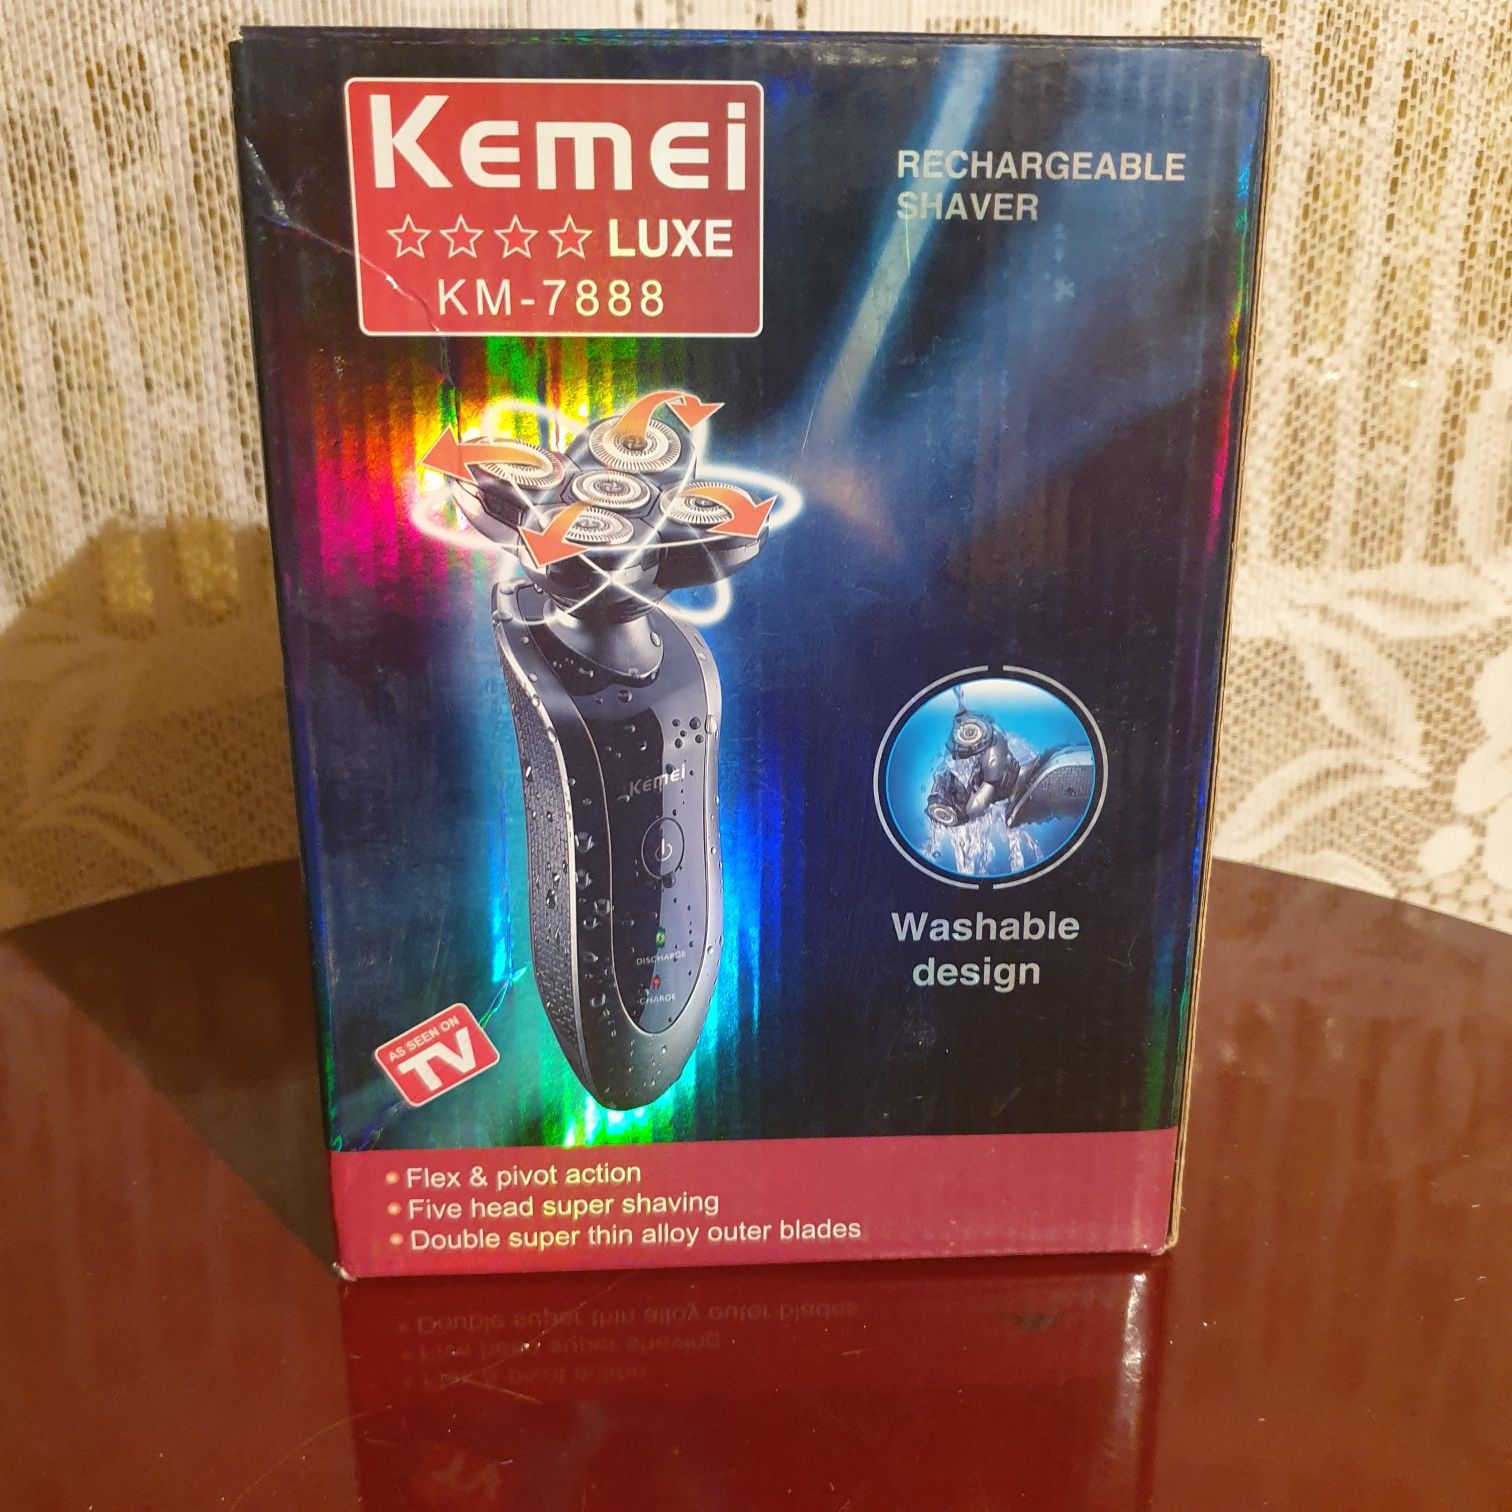 Kemei
LUXE
KM-7888
RECHARGEABLE
SHAVER
Kemei
DISCHARGE
CHARGE
Washable
design
AS SEEN ON
TV
• Flex & pivot action
• Five head super shaving
• Double super thin alloy outer blades